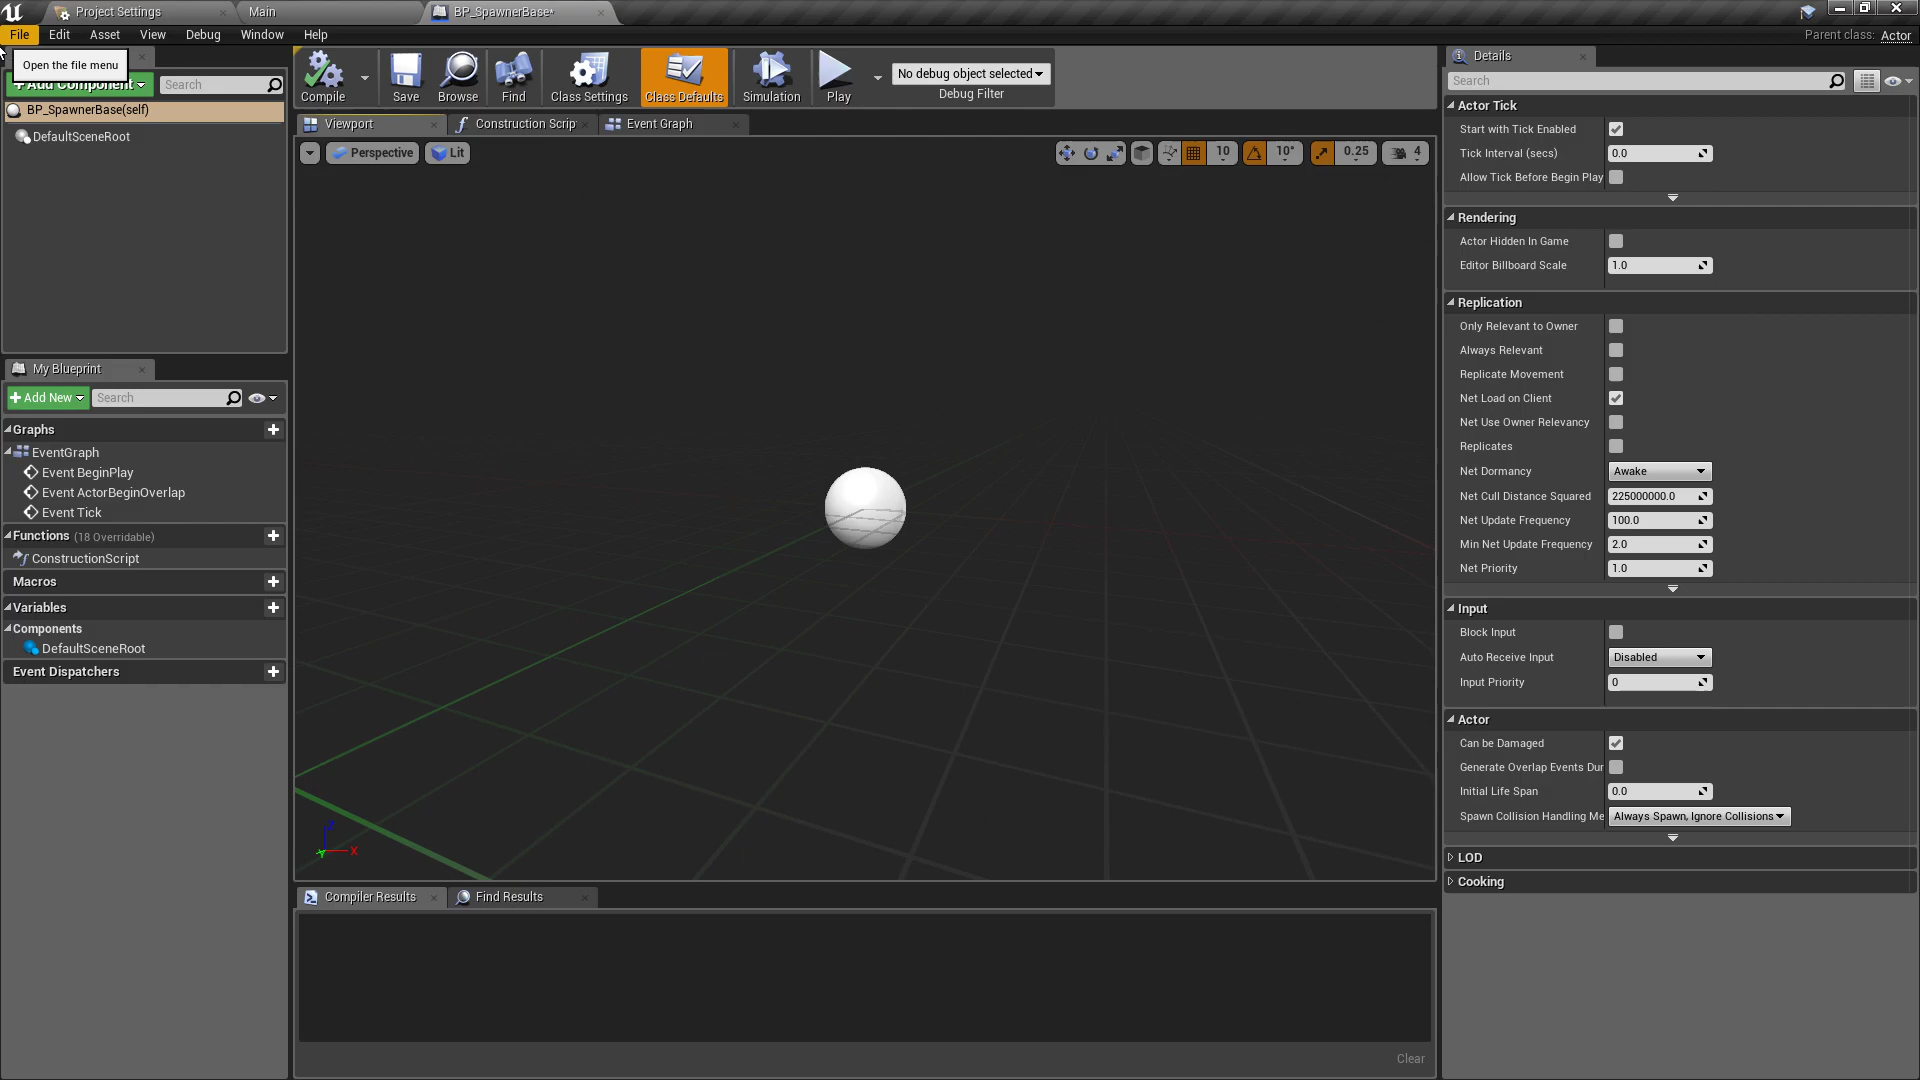 Project Settings
Main
BP_SpawnerBase*
File
Edit
Asset
View
Debug
Window
Help
Parent class: Actor
Open the file menu
Add Component
Search
BP_SpawnerBase(self)
DefaultSceneRoot
Compile
Save
Browse
Find
Class Settings
Class Defaults
Simulation
Play
No debug object selected
Debug Filter
Viewport
Construction Scrip
Event Graph
Perspective
Lit
10
10°
0.25
4
X
My Blueprint
Add New
Search
Graphs
EventGraph
Event BeginPlay
Event ActorBeginOverlap
Event Tick
Functions (18 Overridable)
ConstructionScript
Macros
Variables
Components
DefaultSceneRoot
Event Dispatchers
Compiler Results
Find Results
Clear
Details
Search
Actor Tick
Start with Tick Enabled
Tick Interval (secs) 0.0
Allow Tick Before Begin Play
Rendering
Actor Hidden In Game
Editor Billboard Scale 1.0
Replication
Only Relevant to Owner
Always Relevant
Replicate Movement
Net Load on Client
Net Use Owner Relevancy
Replicates
Net Dormancy Awake
Net Cull Distance Squared 225000000.0
Net Update Frequency 100.0
Min Net Update Frequency 2.0
Net Priority 1.0
Input
Block Input
Auto Receive Input Disabled
Input Priority 0
Actor
Can be Damaged
Generate Overlap Events Dur
Initial Life Span 0.0
Spawn Collision Handling Me Always Spawn, Ignore Collisions
LOD
Cooking